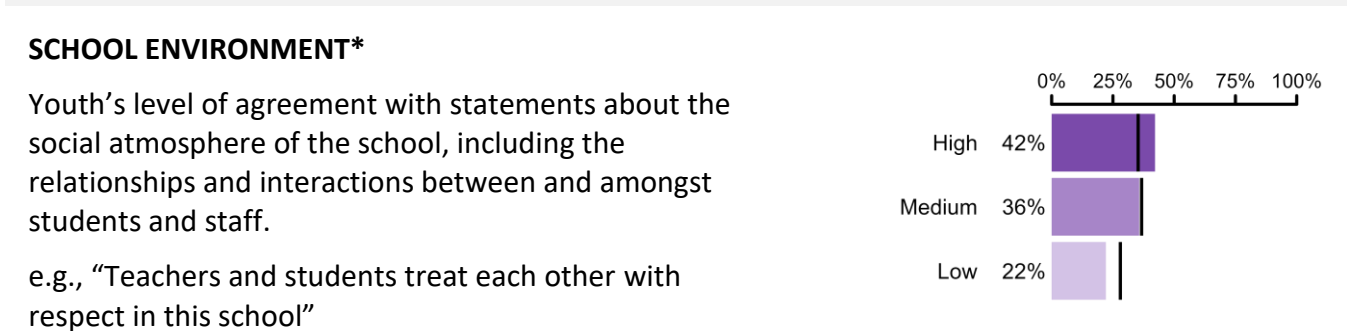 SCHOOL ENVIRONMENT*
Youth’s level of agreement with statements about the
social atmosphere of the school, including the
relationships and interactions between and amongst
students and staff.
e.g., “Teachers and students treat each other with
respect in this school”
0% 25% 50% 75% 100%
High 42%
Medium 36%
Low 22%